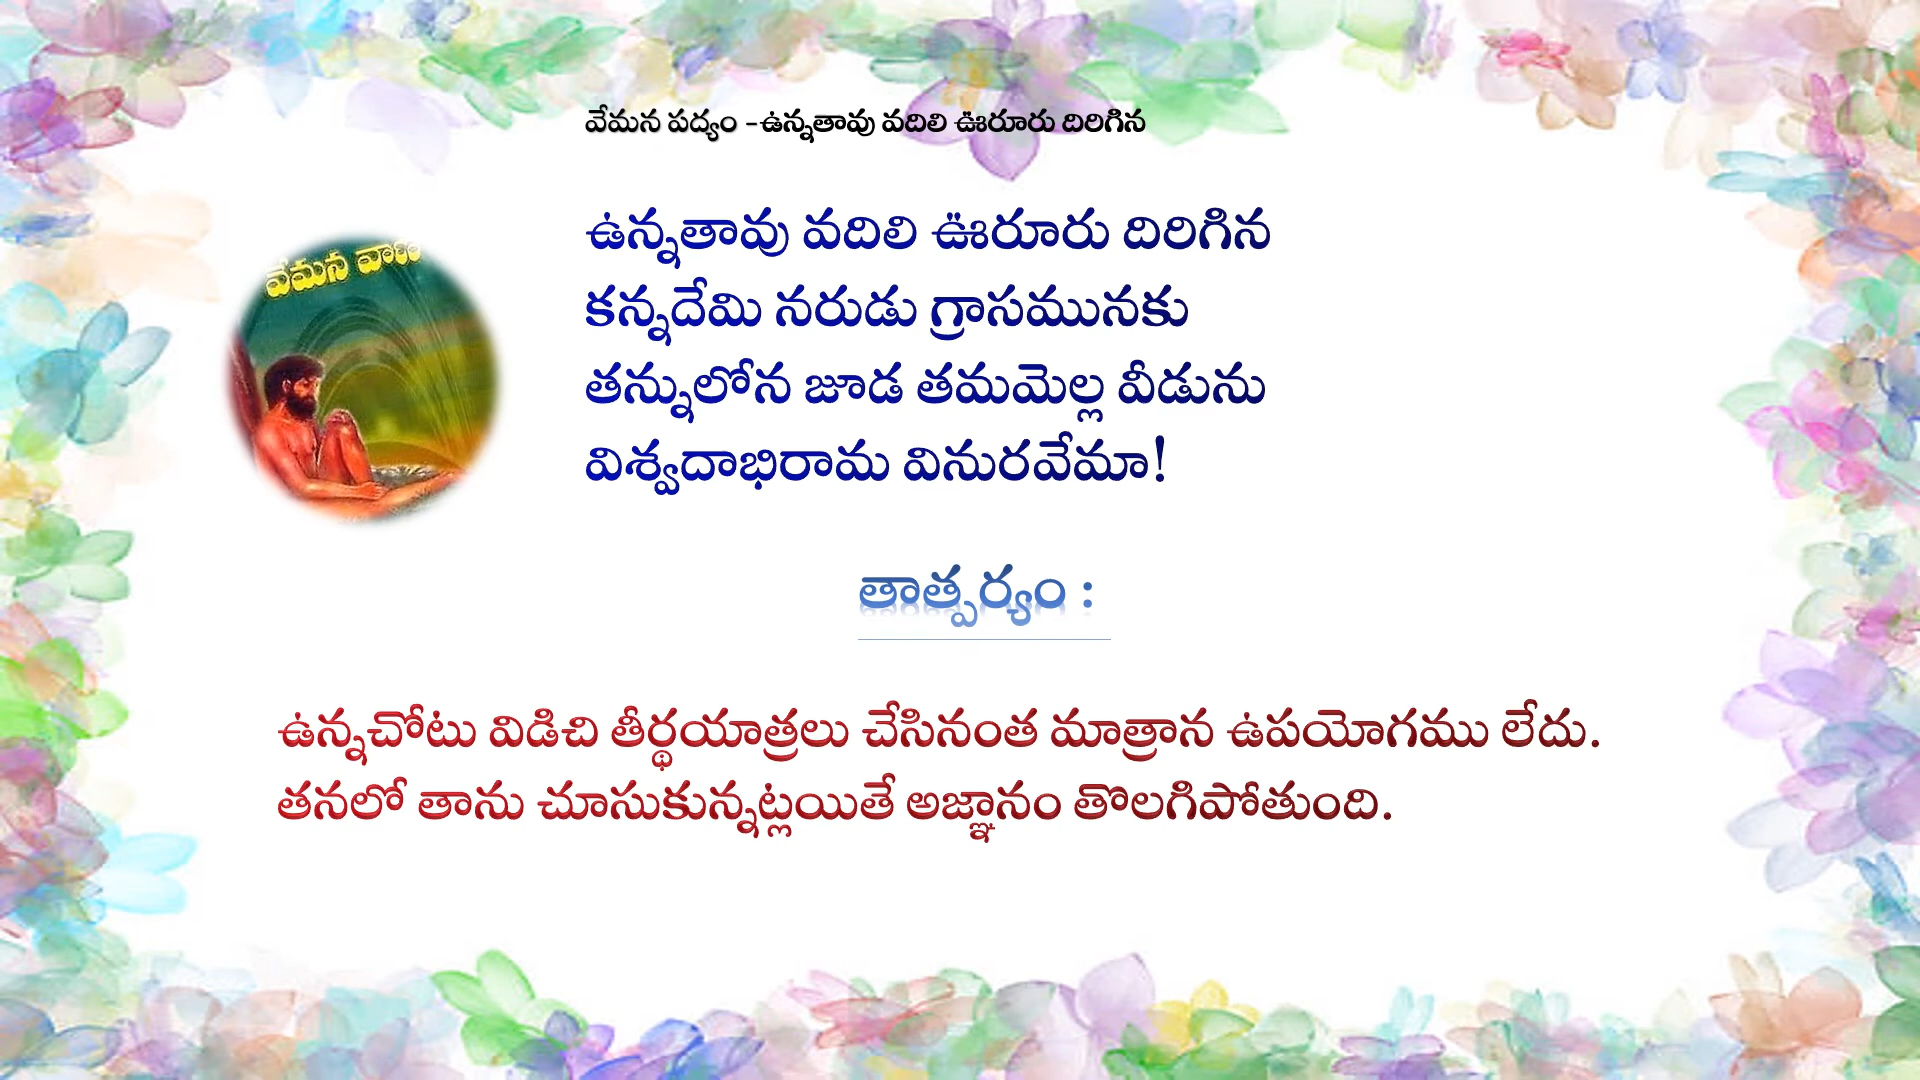 వేమన పద్యం -ఉన్నతావు వదిలి ఊరూరు దిరిగిన
వేమన వాణి
ఉన్నతావు వదిలి ఊరూరు దిరిగిన
కన్నదేమి నరుడు గ్రాసమునకు
తన్నులోన జూడ తమమెల్ల వీడును
విశ్వదాభిరామ వినురవేమా!
తాత్పర్యం :
ఉన్నచోటు విడిచి తీర్థయాత్రలు చేసినంత మాత్రాన ఉపయోగము లేదు.
తనలో తాను చూసుకున్నట్లయితే అజ్ఞానం తొలగిపోతుంది.